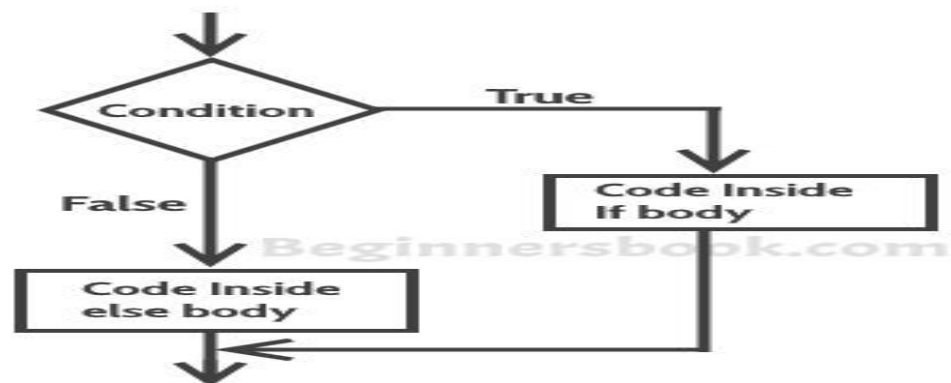 Condition
True
False
Code Inside
If body
Beginnersbook.com
Code Inside
else body